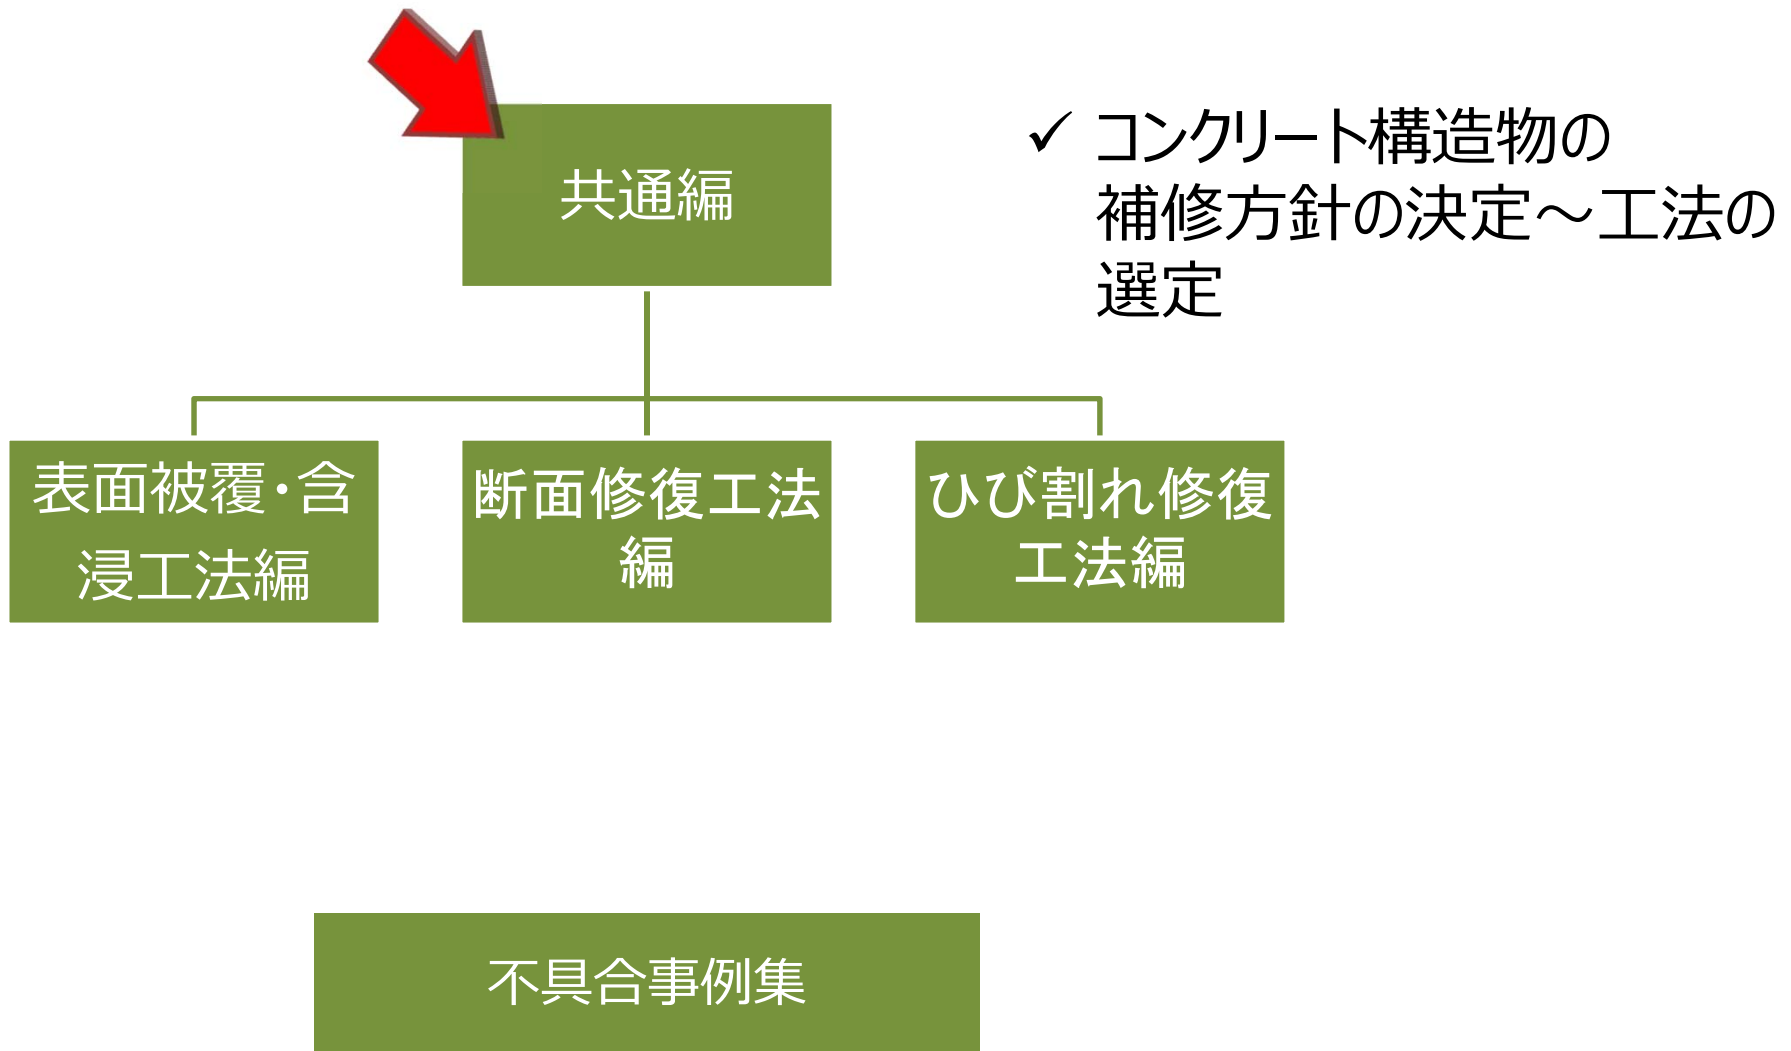 共通編
✓ コンクリート構造物の
補修方針の決定～工法の
選定
表面被覆・含
浸工法編
断面修復工法
編
ひび割れ修復
工法編
不具合事例集